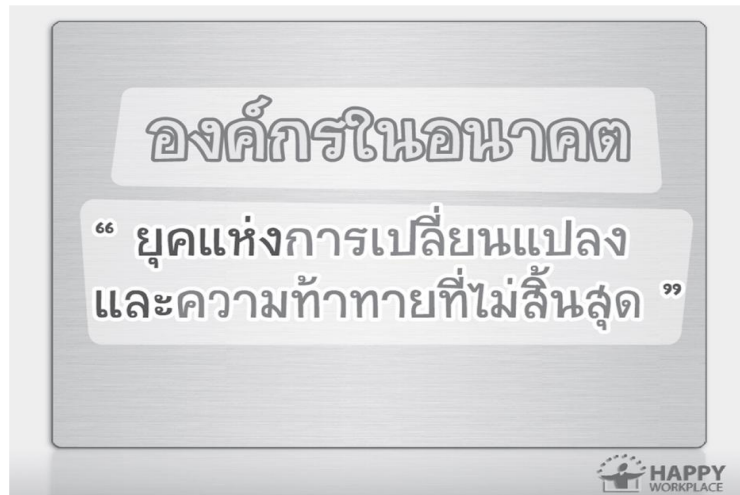 องค์กรในอนาคต
“ ยุคแห่งการเปลี่ยนแปลง
และความท้าทายที่ไม่สิ้นสุด ”
HAPPY
WORKPLACE